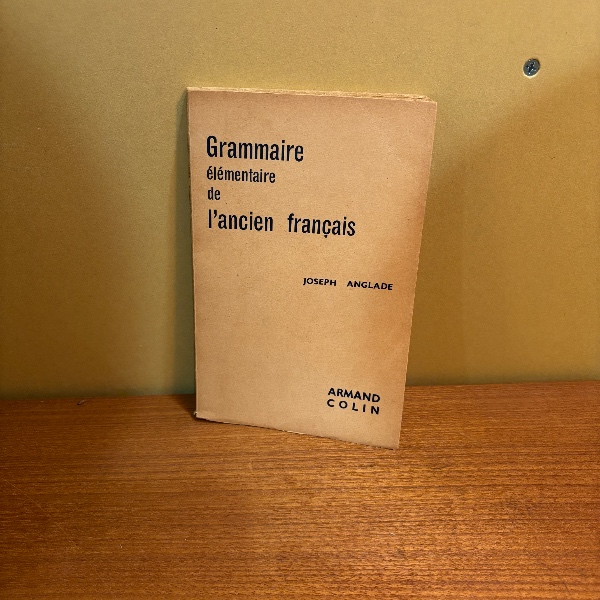 Grammaire
élémentaire
de
l'ancien français
JOSEPH ANGLADE
ARMAND
COLIN